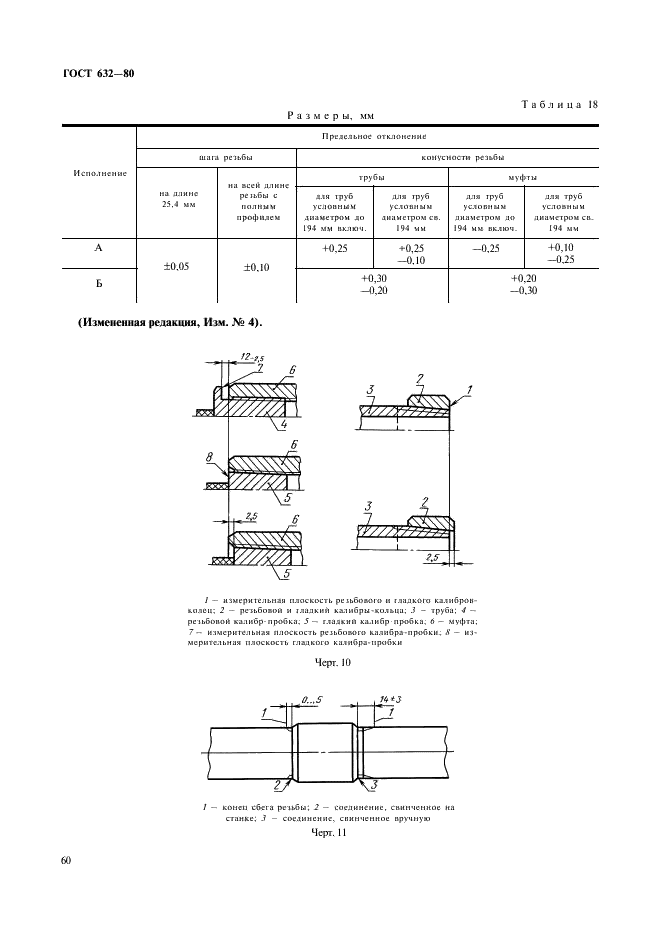 ГОСТ 632—80
Таблица 18
Размеры, мм
Исполнение
Предельное отклонение
шага резьбы
конусности резьбы
на длине
25,4 мм
на всей длине
резьбы с
полным
профилем
трубы
муфты
для труб
условным
диаметром до
194 мм включ.
для труб
условным
диаметром св.
194 мм
для труб
условным
диаметром до
194 мм включ.
для труб
условным
диаметром св.
194 мм
А
±0,05
±0,10
+0,25
+0,25
—0,10
—0,25
+0,10
—0,25
Б
+0,30
—0,20
+0,20
—0,30
(Измененная редакция, Изм. № 4).
12-2,5
7
6
4
3
2
1
8
6
5
2,5
6
5
3
2
2,5
1 — измерительная плоскость резьбового и гладкого калибров-
колец; 2 — резьбовой и гладкий калибры-кольца; 3 – труба; 4 —
резьбовой калибр-пробка; 5 — гладкий калибр-пробка; 6 — муфта;
7 — измерительная плоскость резьбового калибра-пробки; 8 — из-
мерительная плоскость гладкого калибра-пробки
Черт. 10
1
0...5
14±3
1
2
3
1 — конец сбега резьбы; 2 — соединение, свинченное на
станке; 3 — соединение, свинченное вручную
Черт. 11
60